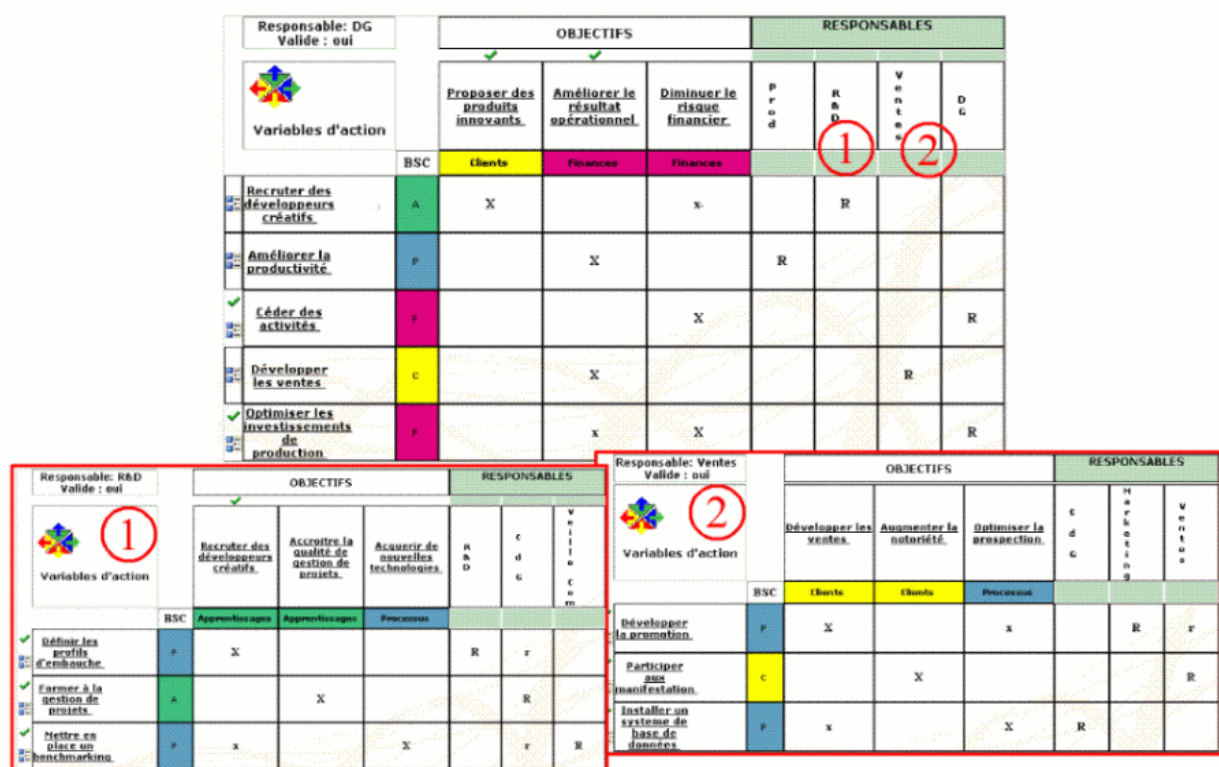 Responsable: DG
Valide : oui
OBJECTIFS
RESPONSABLES
Variables d'action
BSC
Proposer des
produits
innovants
Améliorer le
résultat
opérationnel
Diminuer le
risque
financier
Prod
R&D
Ventes
DG
1
2
Clients
Finances
Finances
Recruter des
développeurs
créatifs
A
X
x-
R
Améliorer la
productivité
P
X
R
Céder des
activités
F
X
R
Développer
les ventes
C
X
R
Optimiser les
investissements
de
production
F
x
X
R
Responsable: R&D
Valide : oui
OBJECTIFS
RESPONSABLES
1
Variables d'action
BSC
Recruter des
développeurs
créatifs
Accroitre la
qualité de
gestion de
projets
Acquerir de
nouvelles
technologies
R&D
CdG
Veille Com
Apprentissages
Apprentissages
Processus
Définir les
profils
d'embauche
P
X
R
r
Former à la
gestion de
projets
A
X
R
Mettre en
place un
benchmarking
P
x
X
r
R
Responsable: Ventes
Valide : oui
OBJECTIFS
RESPONSABLES
2
Variables d'action
BSC
Développer les
ventes
Augmenter la
notoriété
Optimiser la
prospection
CdG
Marketing
Ventes
Clients
Clients
Processus
Développer
la promotion
P
X
x
R
r
Participer
aux
manifestation
C
X
R
Installer un
systeme de
base de
données
P
x
X
R